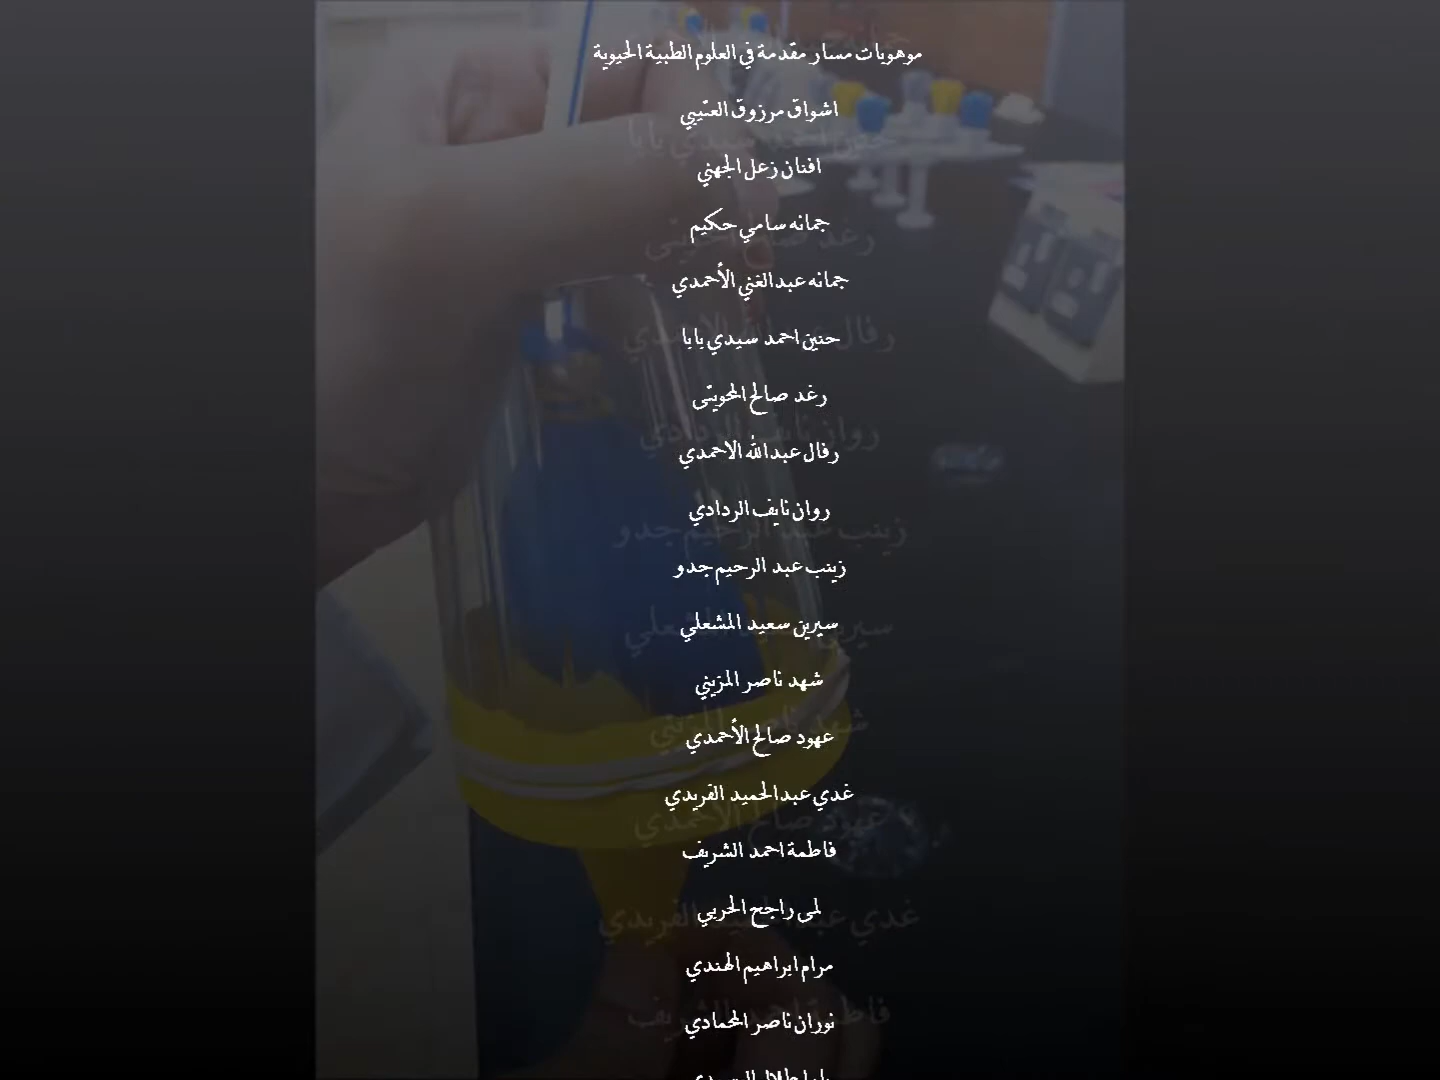 موهوبات مسار مقدمة في العلوم الطبية الحيوية
اشواق مرزوق العتيبي
افنان زعل الجهني
جمانه سامي حكيم
جمانه عبدالغني الأحمدي
حنين احمد سيدي بابا
رغد صالح المحويتى
رفال عبدالله الاحمدي
روان نايف الردادي
زينب عبد الرحيم جدو
سيرين سعيد المشعلي
شهد ناصر المزيني
عهود صالح الأحمدي
غدي عبدالحميد الفريدي
فاطمة احمد الشريف
لمى راجح الحربي
مرام ابراهيم الهندي
نوران ناصر المحمادي